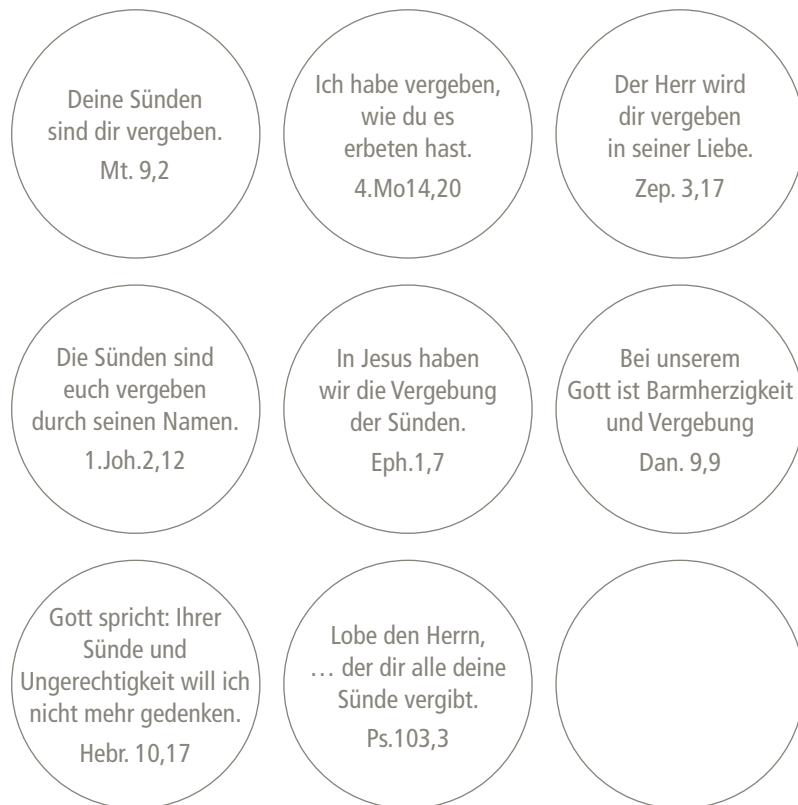 Deine Sünden
sind dir vergeben.
Mt. 9,2
Ich habe vergeben,
wie du es
erbeten hast.
4.Mo14,20
Der Herr wird
dir vergeben
in seiner Liebe.
Zep. 3,17
Die Sünden sind
euch vergeben
durch seinen Namen.
1.Joh.2,12
In Jesus haben
wir die Vergebung
der Sünden.
Eph.1,7
Bei unserem
Gott ist Barmherzigkeit
und Vergebung
Dan. 9,9
Gott spricht: Ihrer
Sünde und
Ungerechtigkeit will ich
nicht mehr gedenken.
Hebr. 10,17
Lobe den Herrn,
… der dir alle deine
Sünde vergibt.
Ps.103,3